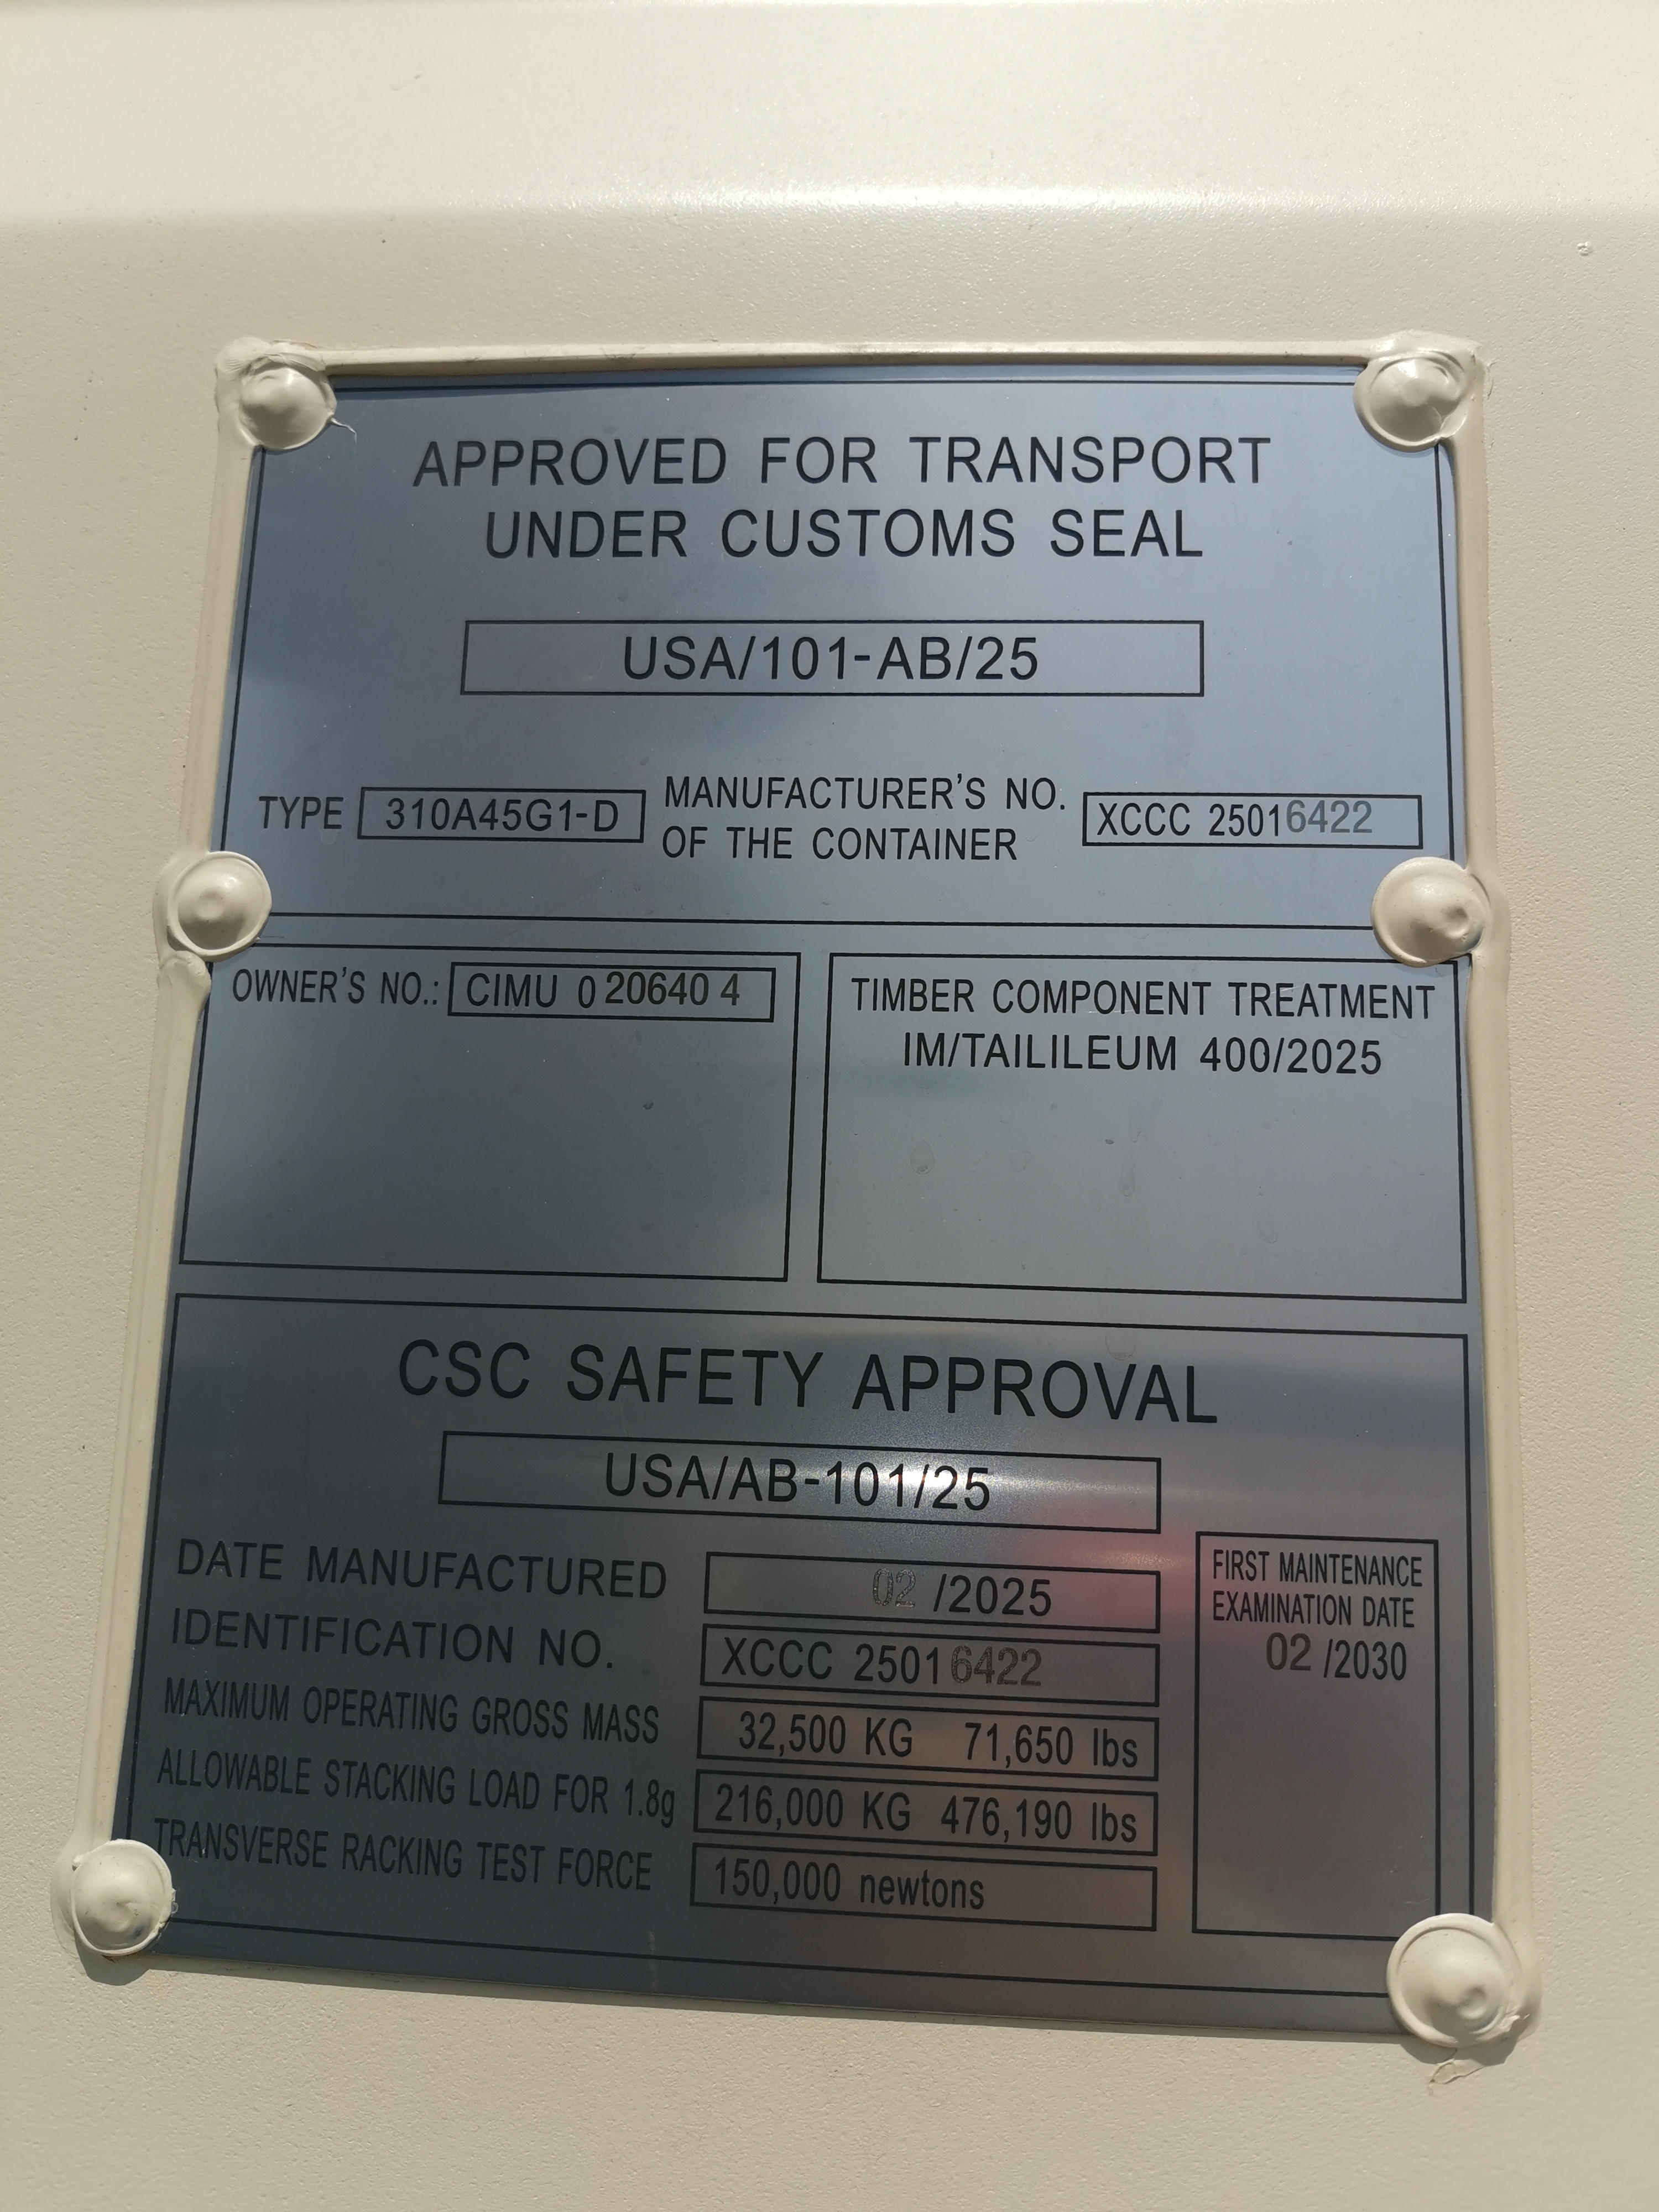 APPROVED FOR TRANSPORT
UNDER CUSTOMS SEAL
USA/101-AB/25
TYPE 310A45G1-D
MANUFACTURER'S NO.
OF THE CONTAINER
XCCC 25016422
OWNER'S NO.: CIMU 020640 4
TIMBER COMPONENT TREATMENT
IM/TAILILEUM 400/2025
CSC SAFETY APPROVAL
USA/AB-101/25
DATE MANUFACTURED 02 /2025
IDENTIFICATION NO. XCCC 25016422
MAXIMUM OPERATING GROSS MASS 32,500 KG 71,650 lbs
ALLOWABLE STACKING LOAD FOR 1.8g 216,000 KG 476,190 lbs
TRANSVERSE RACKING TEST FORCE 150,000 newtons
FIRST MAINTENANCE
EXAMINATION DATE
02 /2030